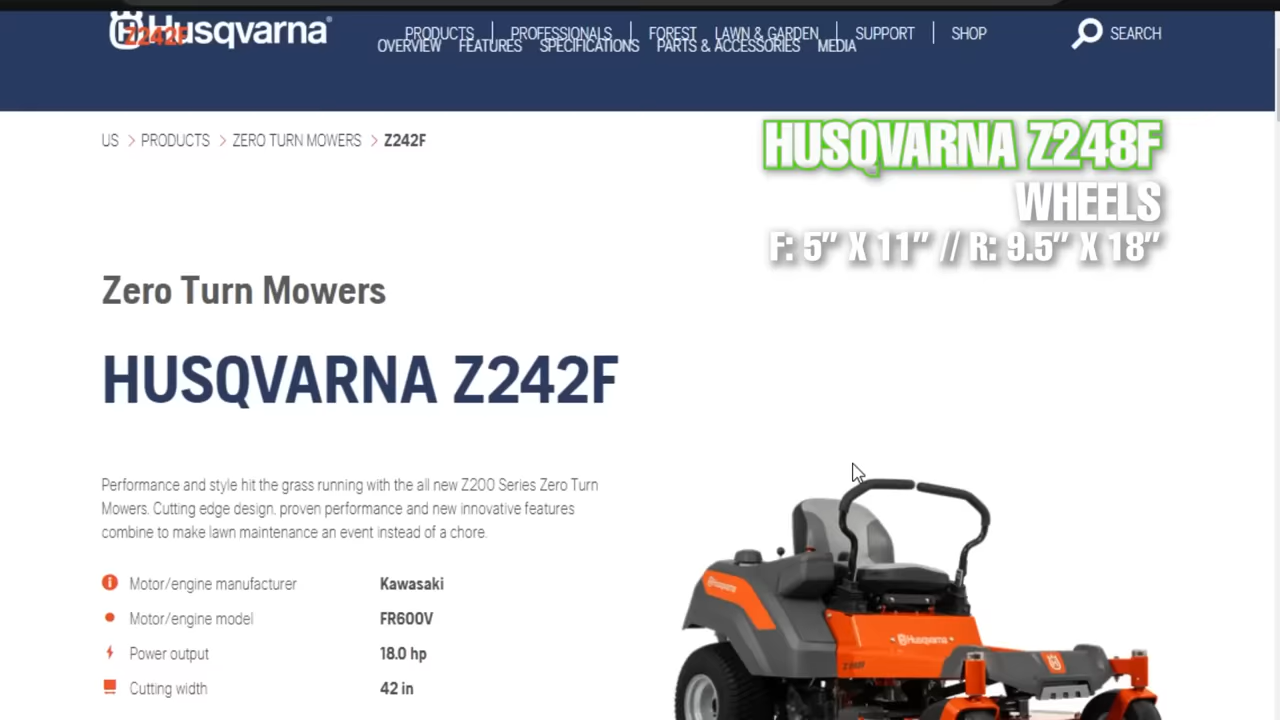 Husqvarna
Z242F
PRODUCTS
PROFESSIONALS
FOREST
LAWN & GARDEN
SUPPORT
SHOP
SEARCH
OVERVIEW
FEATURES
SPECIFICATIONS
PARTS & ACCESSORIES
MEDIA
US > PRODUCTS > ZERO TURN MOWERS > Z242F
HUSQVARNA Z248F
WHEELS
F: 5” X 11” // R: 9.5” X 18”
Zero Turn Mowers
HUSQVARNA Z242F
Performance and style hit the grass running with the all new Z200 Series Zero Turn
Mowers. Cutting edge design, proven performance and new innovative features
combine to make lawn maintenance an event instead of a chore.
Motor/engine manufacturer Kawasaki
Motor/engine model FR600V
Power output 18.0 hp
Cutting width 42 in
Husqvarna
Husqvarna